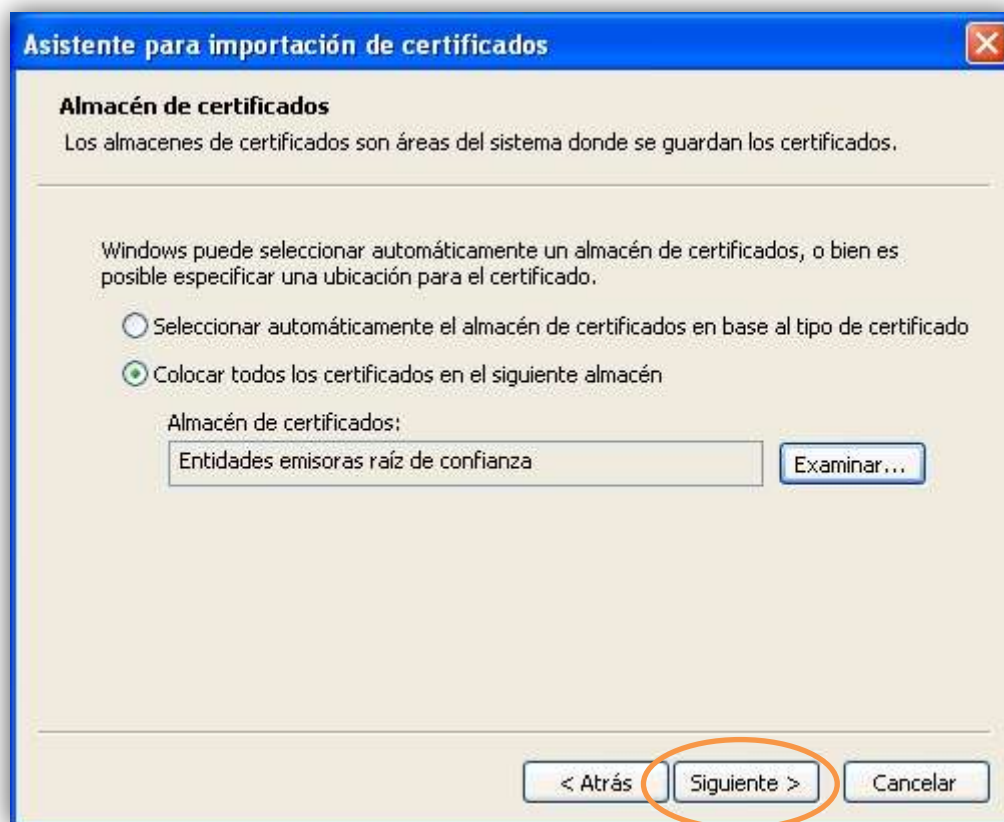 Asistente para importación de certificados
Almacén de certificados
Los almacenes de certificados son áreas del sistema donde se guardan los certificados.
Windows puede seleccionar automáticamente un almacén de certificados, o bien es
posible especificar una ubicación para el certificado.
Seleccionar automáticamente el almacén de certificados en base al tipo de certificado
Colocar todos los certificados en el siguiente almacén
Almacén de certificados:
Entidades emisoras raíz de confianza
Examinar...
< Atrás
Siguiente >
Cancelar